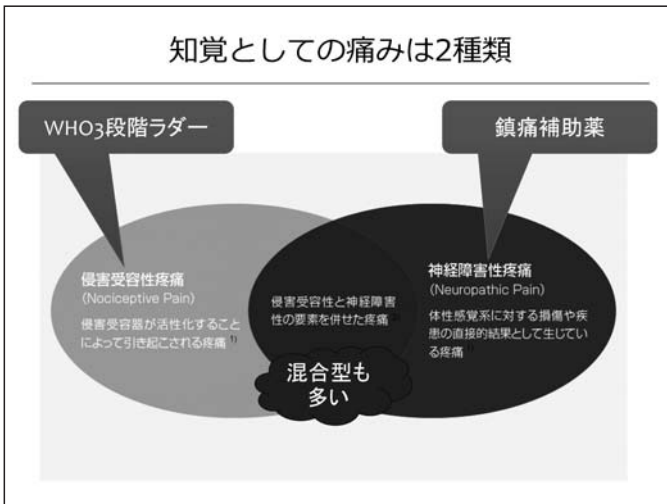 知覚としての痛みは2種類
WHO3段階ラダー
鎮痛補助薬
侵害受容性疼痛
(Nociceptive Pain)
侵害受容器が活性化すること
によって引き起こされる疼痛 1)
侵害受容性と神経障害
性の要素を併せた疼痛
神経障害性疼痛
(Neuropathic Pain)
体性感覚系に対する損傷や疾
患の直接的結果として生じてい
る疼痛
混合型も
多い